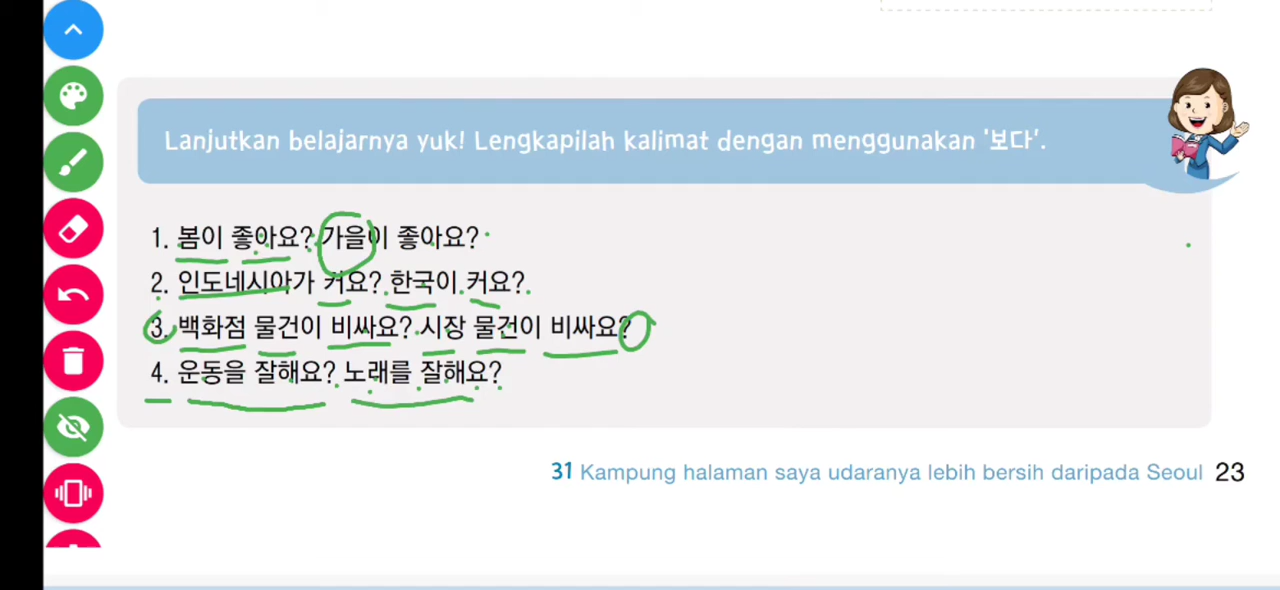 Lanjutkan belajarnya yuk! Lengkapilah kalimat dengan menggunakan '보다'.
1. 봄이 좋아요? 가을이 좋아요?
2. 인도네시아가 커요? 한국이 커요?
3. 백화점 물건이 비싸요? 시장 물건이 비싸요?
4. 운동을 잘해요? 노래를 잘해요?
31 Kampung halaman saya udaranya lebih bersih daripada Seoul 23